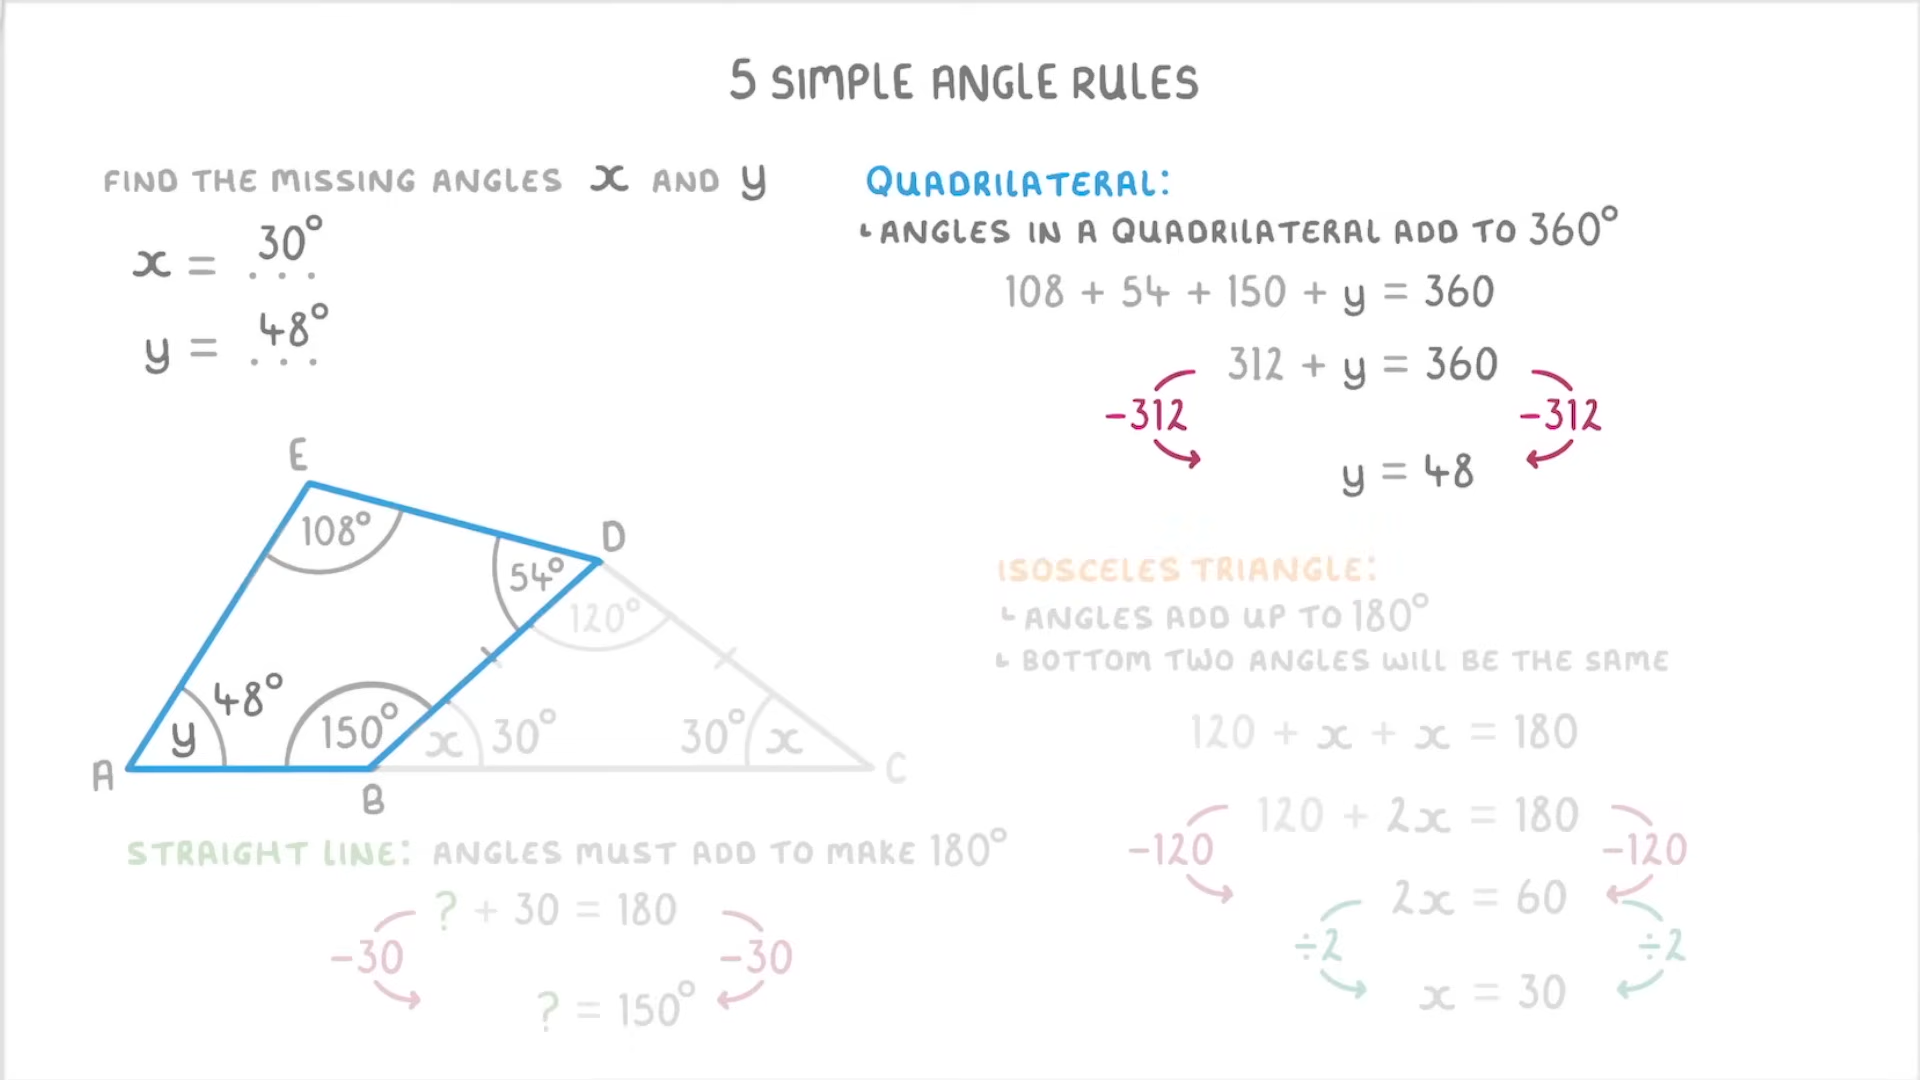 5 SIMPLE ANGLE RULES
FIND THE MISSING ANGLES x AND y
x = 30°
y = 48°
QUADRILATERAL:
ANGLES IN A QUADRILATERAL ADD TO 360°
108 + 54 + 150 + y = 360
312 + y = 360
-312 -312
y = 48
E
108°
D
54°
120°
48°
y
150°
x 30°
30° x
A
B
C
ISOSCELES TRIANGLE:
ANGLES ADD UP TO 180°
BOTTOM TWO ANGLES WILL BE THE SAME
120 + x + x = 180
120 + 2x = 180
-120 -120
2x = 60
÷2 ÷2
x = 30
STRAIGHT LINE: ANGLES MUST ADD TO MAKE 180°
? + 30 = 180
-30 -30
? = 150°